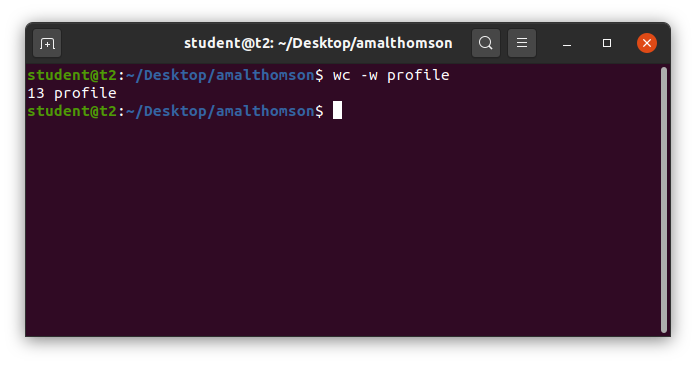 student@t2: ~/Desktop/amalthomson
student@t2:~/Desktop/amalthomson$ wc -w profile
13 profile
student@t2:~/Desktop/amalthomson$